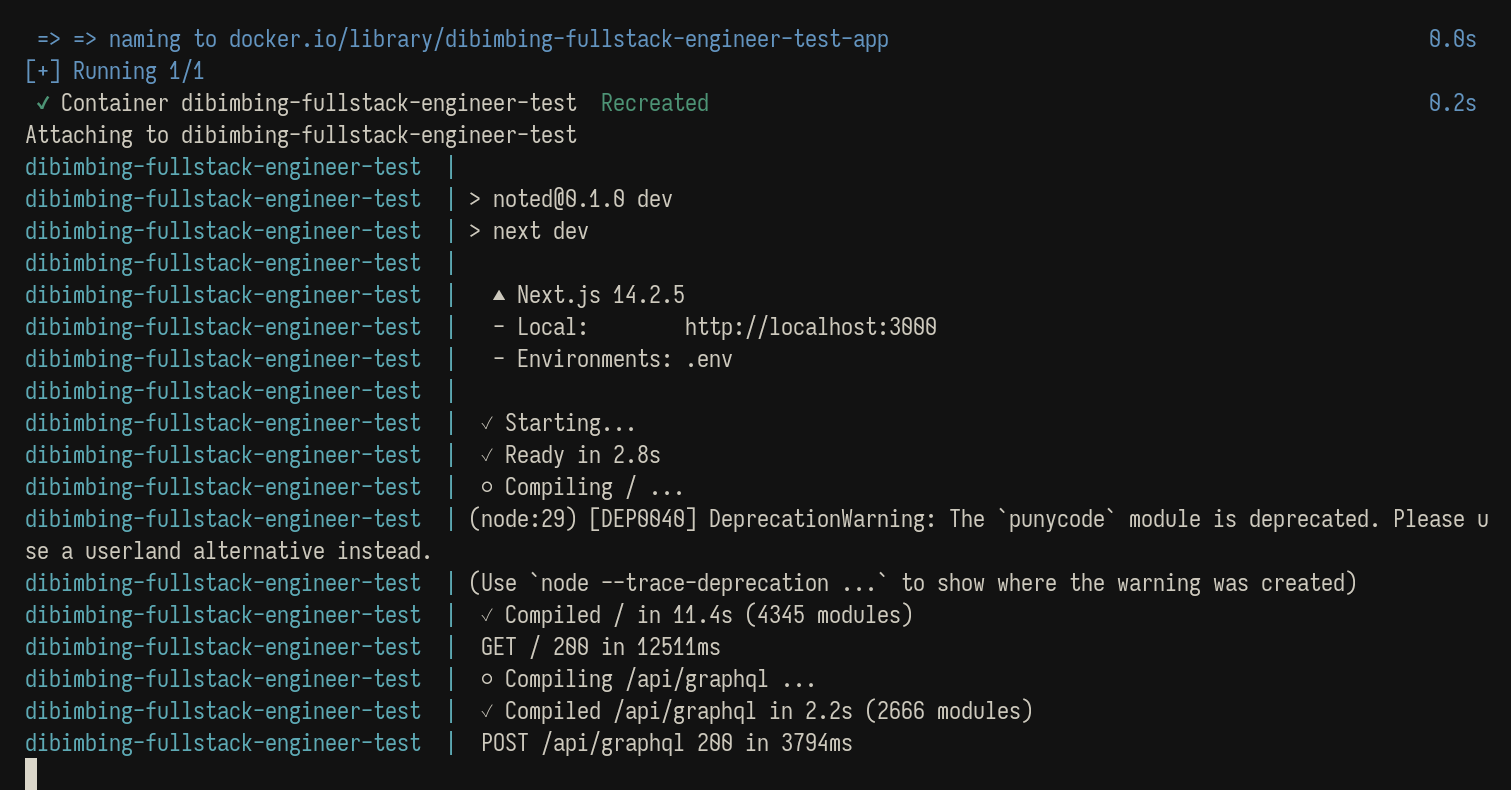 => => naming to docker.io/library/dibimbing-fullstack-engineer-test-app 0.0s
[+] Running 1/1
✓ Container dibimbing-fullstack-engineer-test Recreated 0.2s
Attaching to dibimbing-fullstack-engineer-test
dibimbing-fullstack-engineer-test |
dibimbing-fullstack-engineer-test | > noted@0.1.0 dev
dibimbing-fullstack-engineer-test | > next dev
dibimbing-fullstack-engineer-test |
dibimbing-fullstack-engineer-test | ▲ Next.js 14.2.5
dibimbing-fullstack-engineer-test | - Local: http://localhost:3000
dibimbing-fullstack-engineer-test | - Environments: .env
dibimbing-fullstack-engineer-test |
dibimbing-fullstack-engineer-test | ✓ Starting...
dibimbing-fullstack-engineer-test | ✓ Ready in 2.8s
dibimbing-fullstack-engineer-test | ○ Compiling / ...
dibimbing-fullstack-engineer-test | (node:29) [DEP0040] DeprecationWarning: The `punycode` module is deprecated. Please u
se a userland alternative instead.
dibimbing-fullstack-engineer-test | (Use `node --trace-deprecation ...` to show where the warning was created)
dibimbing-fullstack-engineer-test | ✓ Compiled / in 11.4s (4345 modules)
dibimbing-fullstack-engineer-test | GET / 200 in 12511ms
dibimbing-fullstack-engineer-test | ○ Compiling /api/graphql ...
dibimbing-fullstack-engineer-test | ✓ Compiled /api/graphql in 2.2s (2666 modules)
dibimbing-fullstack-engineer-test | POST /api/graphql 200 in 3794ms